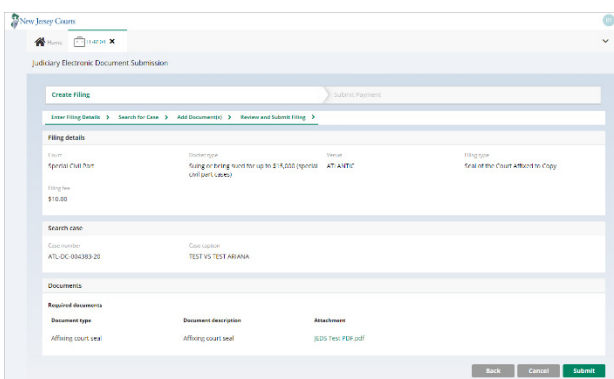 New Jersey Courts
Home
Judiciary Electronic Document Submission
Create Filing
Submit Payment
Enter Filing Details > Search for Case > Add Document(s) > Review and Submit Filing >
Filing details
Court Docket type Venue Filing type
Special Civil Part Suing or being sued for up to $15,000 (special ATLANTIC Seal of the Court Affixed to Copy
civil part cases)
Filing fee
$10.00
Search case
Case number Case caption
ATL-DC-004383-20 TEST VS TEST ARIANA
Documents
Required documents
Document type Document description Attachment
Affixing court seal Affixing court seal JEDS Test PDF.pdf
Back Cancel Submit